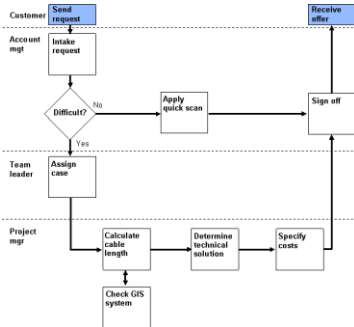 Customer
Send
request
Receive
offer
Account
mgt
Intake
request
Difficult?
No
Apply
quick scan
Sign off
Yes
Team
leader
Assign
case
Project
mgr
Calculate
cable
length
Determine
technical
solution
Specify
costs
Check GIS
system